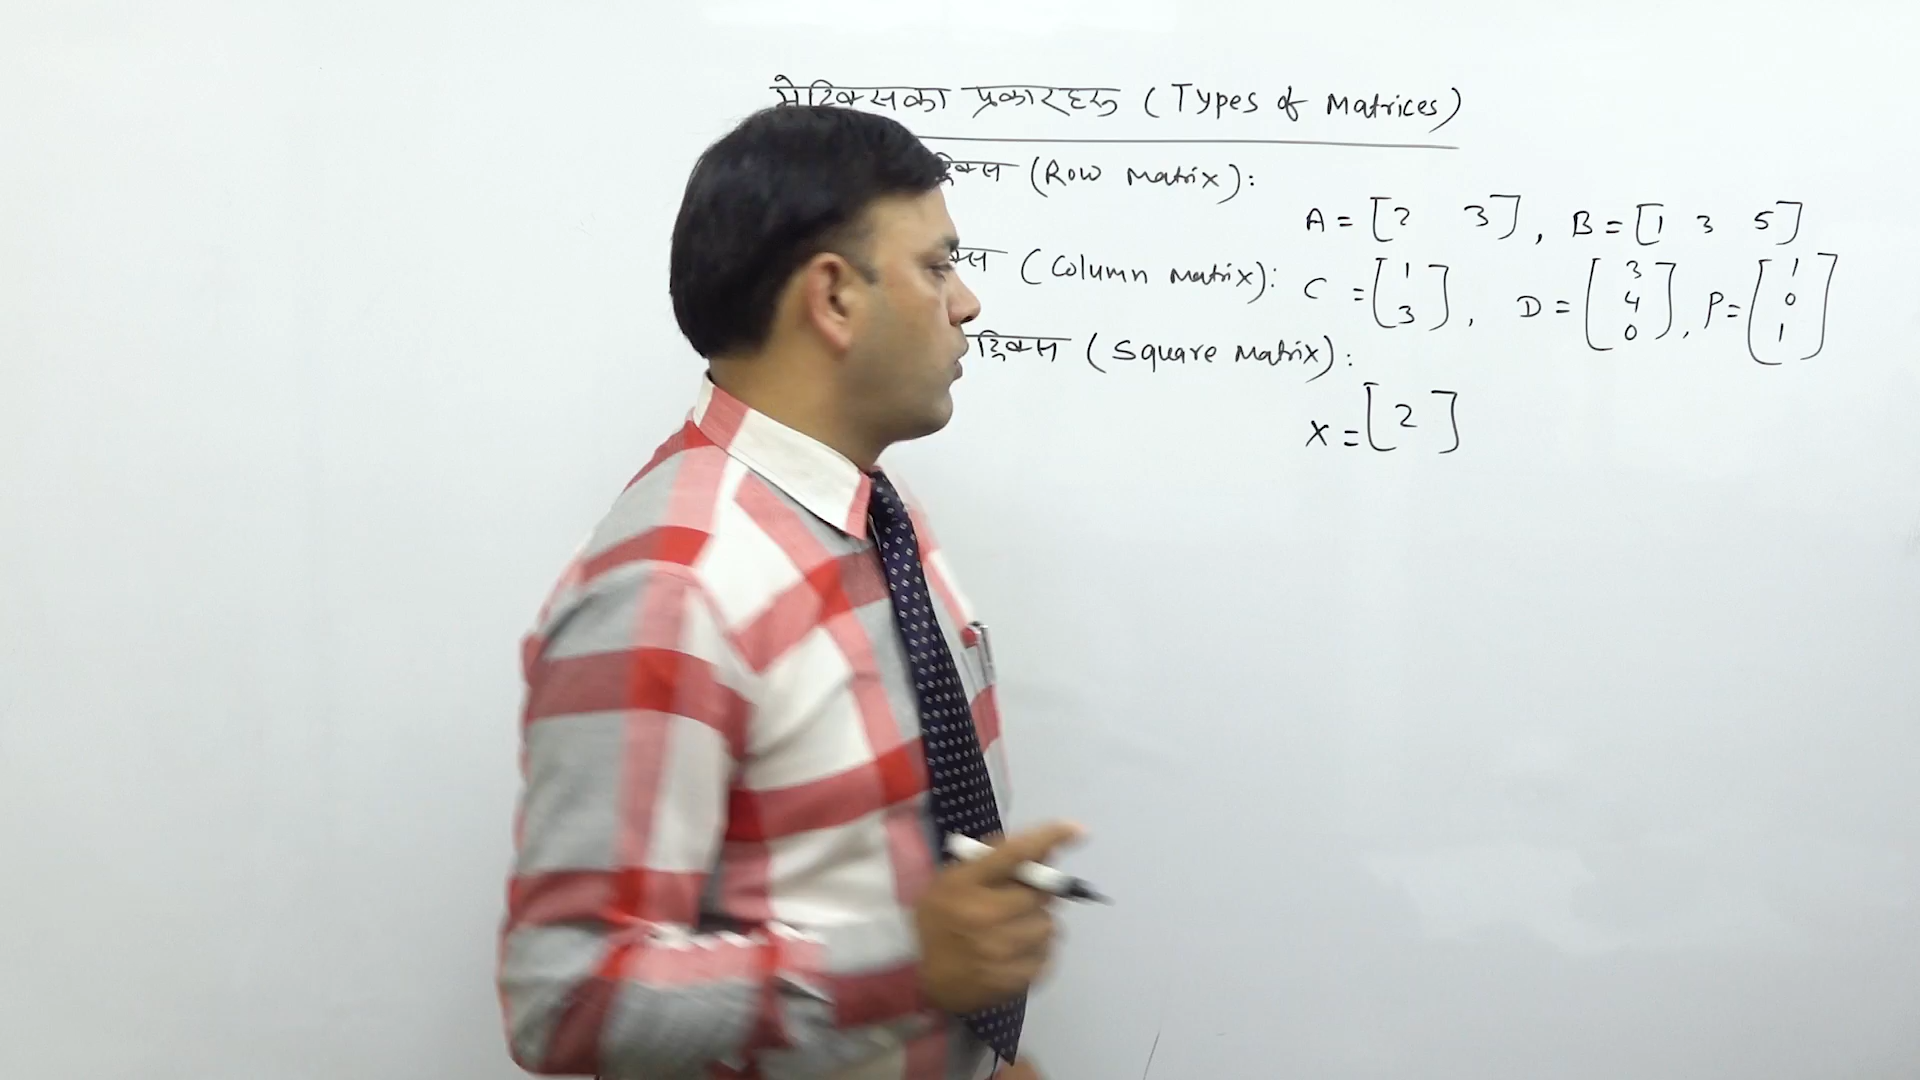 मेट्रिक्सका प्रकारहरू (Types of Matrices)
(Row Matrix):
A = [2 3], B = [1 3 5]
(Column Matrix): C = [1 3], D = [3 4 0], P = [1 0 1]
(Square Matrix):
X = [2]